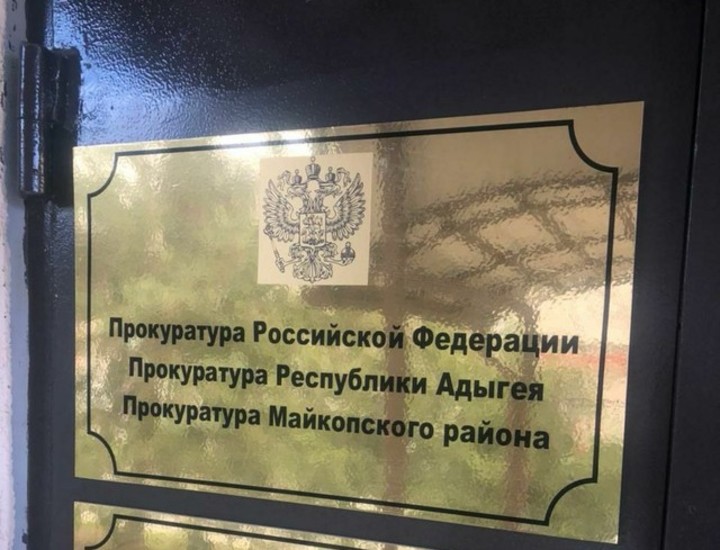 Прокуратура Российской Федерации
Прокуратура Республики Адыгея
Прокуратура Майкопского района